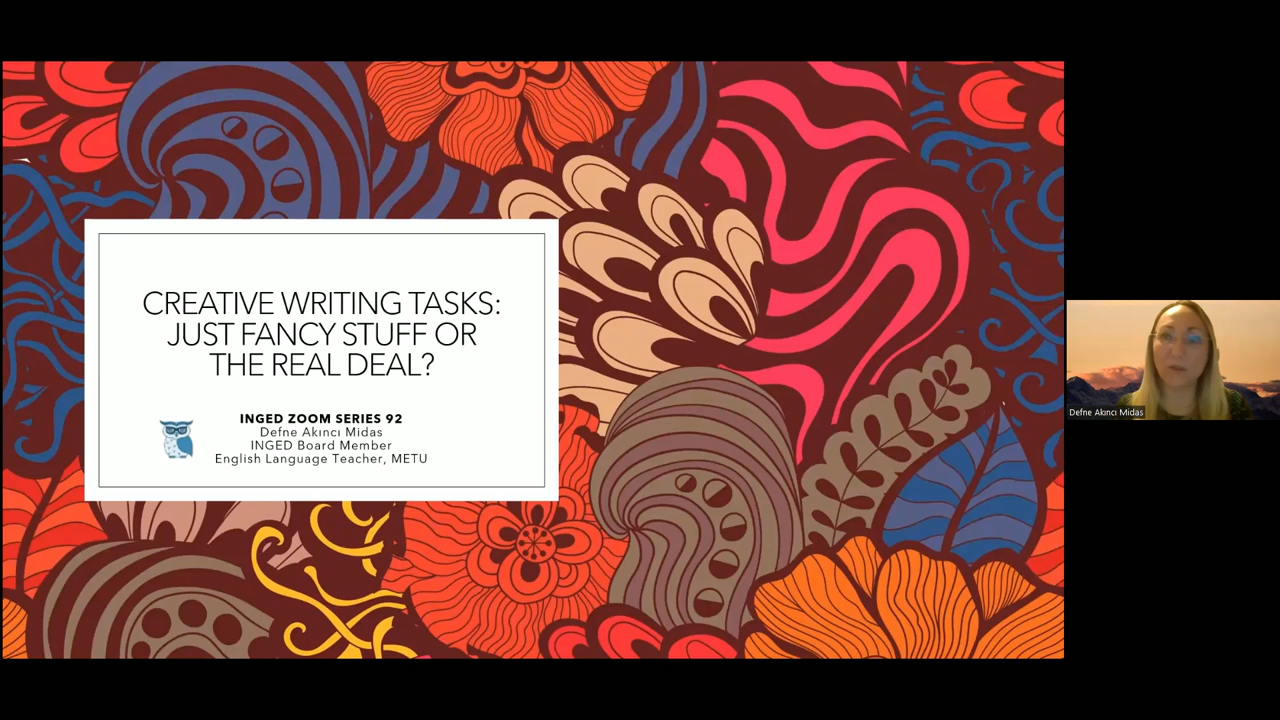 CREATIVE WRITING TASKS:
JUST FANCY STUFF OR
THE REAL DEAL?
INGED ZOOM SERIES 92
Defne Akıncı Midas
INGED Board Member
English Language Teacher, METU
Defne Akıncı Midas